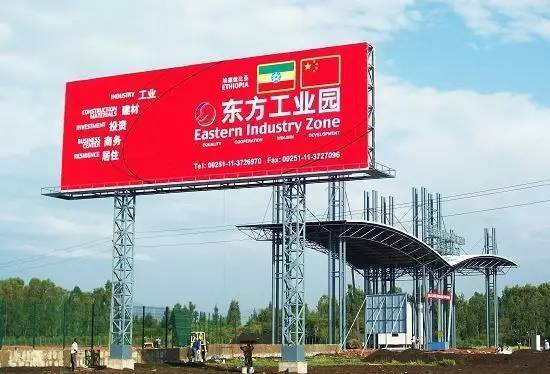 埃塞俄比亚
ETHIOPIA
INDUSTRY 工业
CONSTRUCTION MATERIALS 建材
INVESTMENT 投资
BUSINESS CENTER 商务
RESIDENCE 居住
东方工业园
Eastern Industry Zone
EQUALITY COOPERATION WIN-WIN DEVELOPMENT
Tel: 00251-11-3726970 Fax: 00251-11-3727096